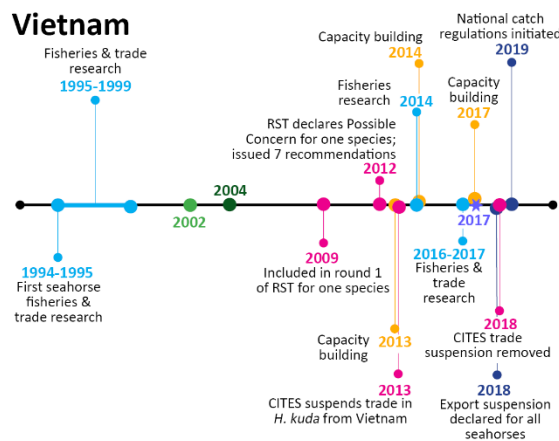 Vietnam
Fisheries & trade
research
1995-1999
Capacity building
2014
National catch
regulations initiated
2019
Fisheries
research
2014
Capacity
building
2017
RST declares Possible
Concern for one species;
issued 7 recommendations
2012
2004
2002
2017
1994-1995
First seahorse
fisheries &
trade research
2009
Included in round 1
of RST for one species
2016-2017
Fisheries &
trade
research
Capacity
building
2013
2013
CITES suspends trade in
H. kuda from Vietnam
2018
CITES trade
suspension removed
2018
Export suspension
declared for all
seahorses